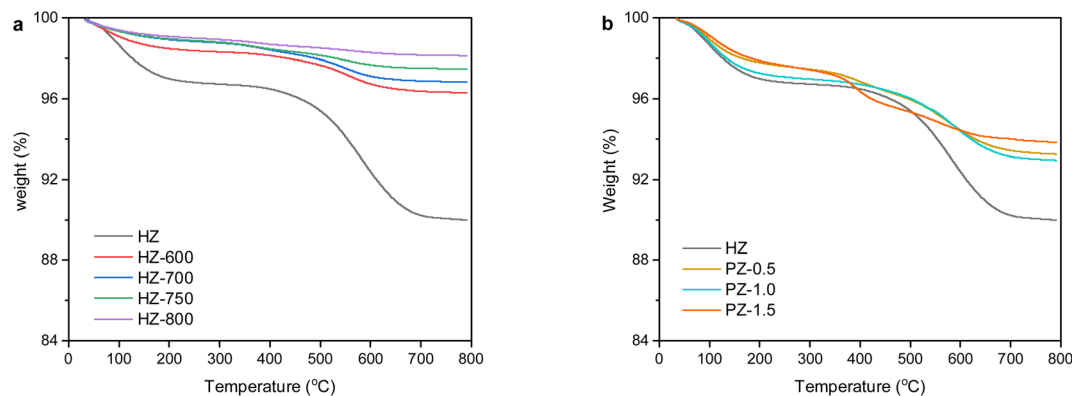 a
100
96
92
88
84
weight (%)
HZ
HZ-600
HZ-700
HZ-750
HZ-800
0 100 200 300 400 500 600 700 800
Temperature (°C)
b
100
96
92
88
84
Weight (%)
HZ
PZ-0.5
PZ-1.0
PZ-1.5
0 100 200 300 400 500 600 700 800
Temperature (°C)